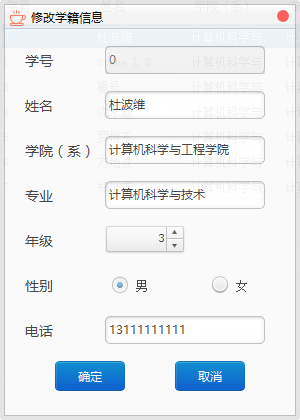 修改学籍信息
学号 0
姓名 杜波维
学院（系） 计算机科学与工程学院
专业 计算机科学与技术
年级 3
性别 男 女
电话 13111111111
确定 取消